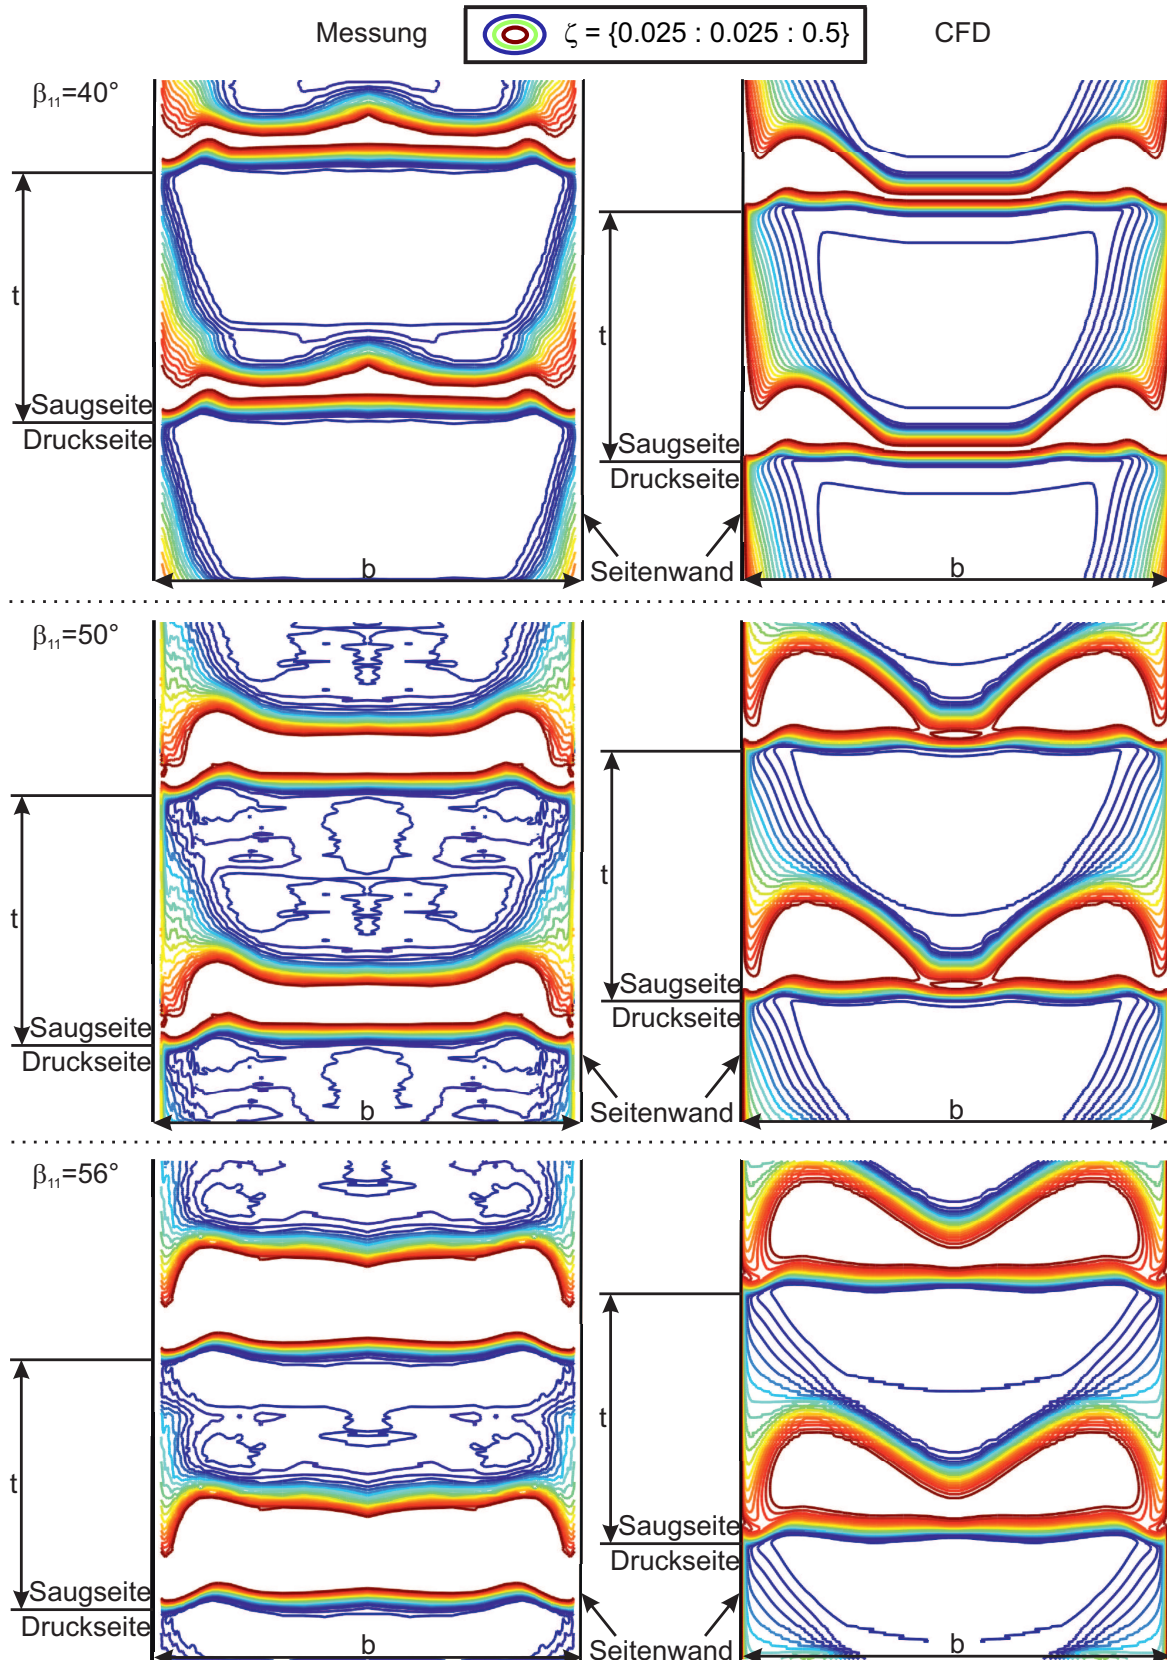 Messung ζ = {0.025 : 0.025 : 0.5} CFD
β₁₁=40°
t
t
Saugseite
Druckseite
Saugseite
Druckseite
b Seitenwand b
β₁₁=50°
t
t
Saugseite
Druckseite
Saugseite
Druckseite
b Seitenwand b
β₁₁=56°
t
t
Saugseite
Druckseite
Saugseite
Druckseite
b Seitenwand b